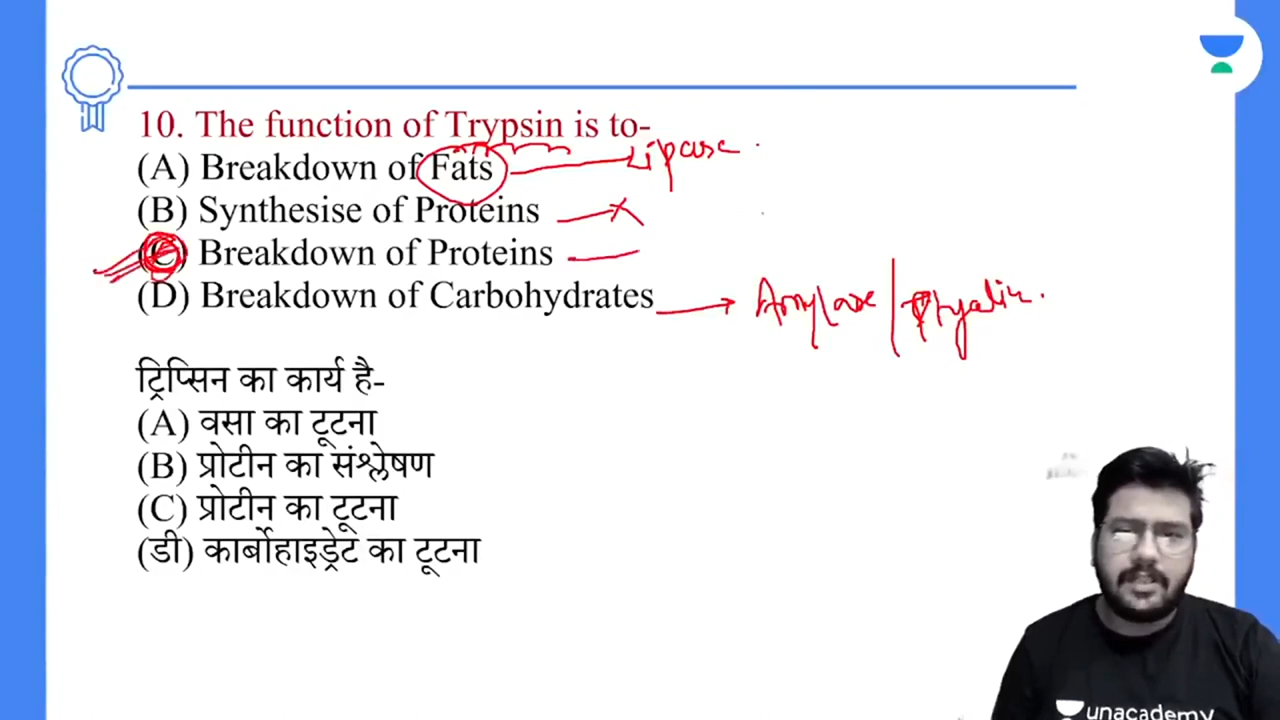 10. The function of Trypsin is to-
(A) Breakdown of Fats Lipase
(B) Synthesise of Proteins
(C) Breakdown of Proteins
(D) Breakdown of Carbohydrates Amylase / Ptyalin.
ट्रिप्सिन का कार्य है-
(A) वसा का टूटना
(B) प्रोटीन का संश्लेषण
(C) प्रोटीन का टूटना
(डी) कार्बोहाइड्रेट का टूटना
unacademy